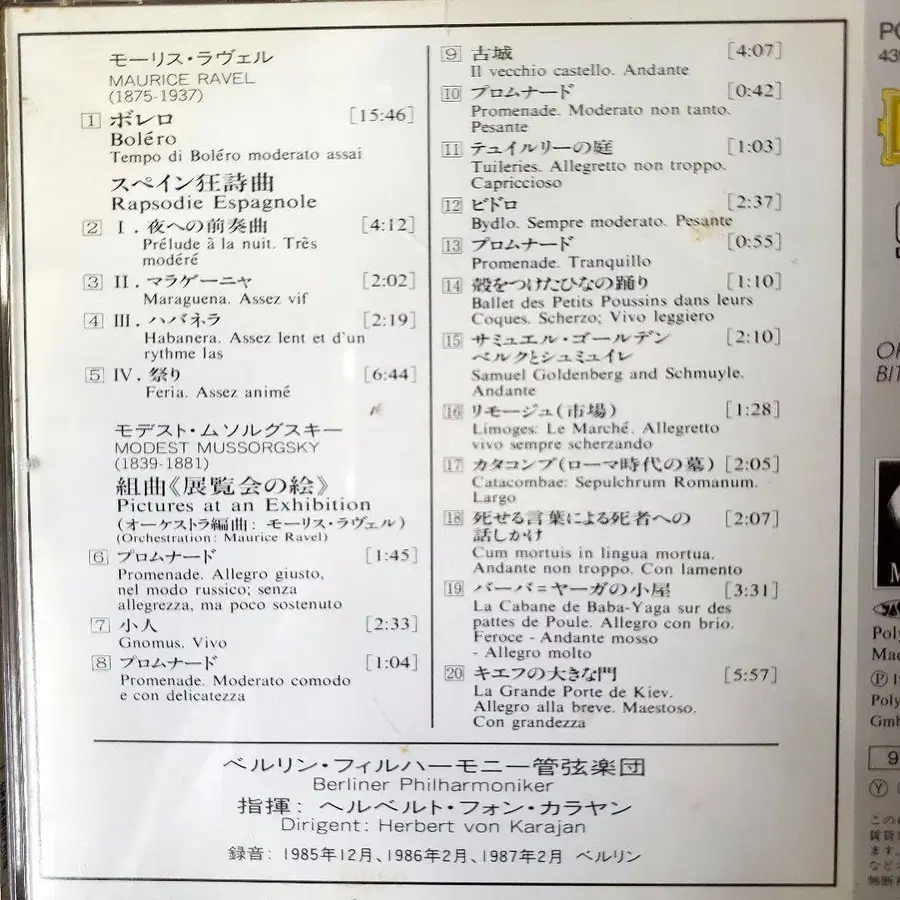 モーリス・ラヴェル
MAURICE RAVEL
(1875-1937)
1 ボレロ [15:46]
Boléro
Tempo di Boléro moderato assai
スペイン狂詩曲
Rapsodie Espagnole
2 I. 夜への前奏曲 [4:12]
Prélude à la nuit. Très
modéré
3 II. マラゲーニャ [2:02]
Maraguena. Assez vif
4 III. ハバネラ [2:19]
Habanera. Assez lent et d'un
rythme las
5 IV. 祭り [6:44]
Feria. Assez animé
モデスト・ムソルグスキー
MODEST MUSSORGSKY
(1839-1881)
組曲《展覧会の絵》
Pictures at an Exhibition
(オーケストラ編曲: モーリス・ラヴェル)
(Orchestration: Maurice Ravel)
6 プロムナード [1:45]
Promenade. Allegro giusto,
nel modo russico; senza
allegrezza, ma poco sostenuto
7 小人 [2:33]
Gnomus. Vivo
8 プロムナード [1:04]
Promenade. Moderato comodo
e con delicatezza
9 古城 [4:07]
Il vecchio castello. Andante
10 プロムナード [0:42]
Promenade. Moderato non tanto.
Pesante
11 テュイルリーの庭 [1:03]
Tuileries. Allegretto non troppo.
Capriccioso
12 ビドロ [2:37]
Bydlo. Sempre moderato. Pesante
13 プロムナード [0:55]
Promenade. Tranquillo
14 殻をつけたひなの踊り [1:10]
Ballet des Petits Poussins dans leurs
Coques. Scherzo; Vivo leggiero
15 サミュエル・ゴールデン [2:10]
ベルクとシュミュイレ
Samuel Goldenberg and Schmuyle.
Andante
16 リモージュ(市場) [1:28]
Limoges: Le Marché. Allegretto
vivo sempre scherzando
17 カタコンブ(ローマ時代の墓) [2:05]
Catacombae: Sepulchrum Romanum.
Largo
18 死せる言葉による死者への [2:07]
話しかけ
Cum mortuis in lingua mortua.
Andante non troppo. Con lamento
19 バーバ=ヤーガの小屋 [3:31]
La Cabane de Baba-Yaga sur des
pattes de Poule. Allegro con brio.
Feroce - Andante mosso
- Allegro molto
20 キエフの大きな門 [5:57]
La Grande Porte de Kiev.
Allegro alla breve. Maestoso.
Con grandezza
ベルリン・フィルハーモニー管弦楽団
Berliner Philharmoniker
指揮: ヘルベルト・フォン・カラヤン
Dirigent: Herbert von Karajan
録音: 1985年12月、1986年2月、1987年2月 ベルリン